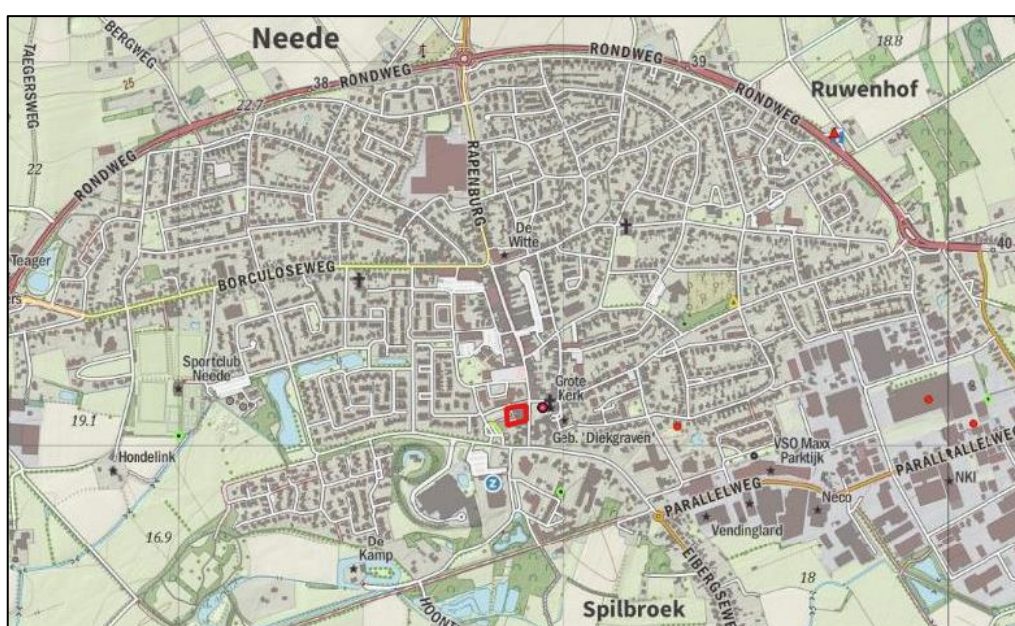 Neede
18.8
BERGWEG
TAEGERSWEG
25
RONDWEG
39
38 RONDWEG
22.7
Ruwenhof
RONDWEG
RAPENBURG
22
RONDWEG
De
Witte
40
Teager
ers
BORCULOSEWEG
A
Sportclub
Neede
Grote
Kerk
19.1
Geb. 'Diekgraven'
VSO Maxx
Parktijk
Hondelink
PARALLELWEG
NKI
Z
PARALLELWEG
Neco
Vendinglard
16.9
De
Kamp
EIBERGSEWEG
18
HOONT
Spilbroek